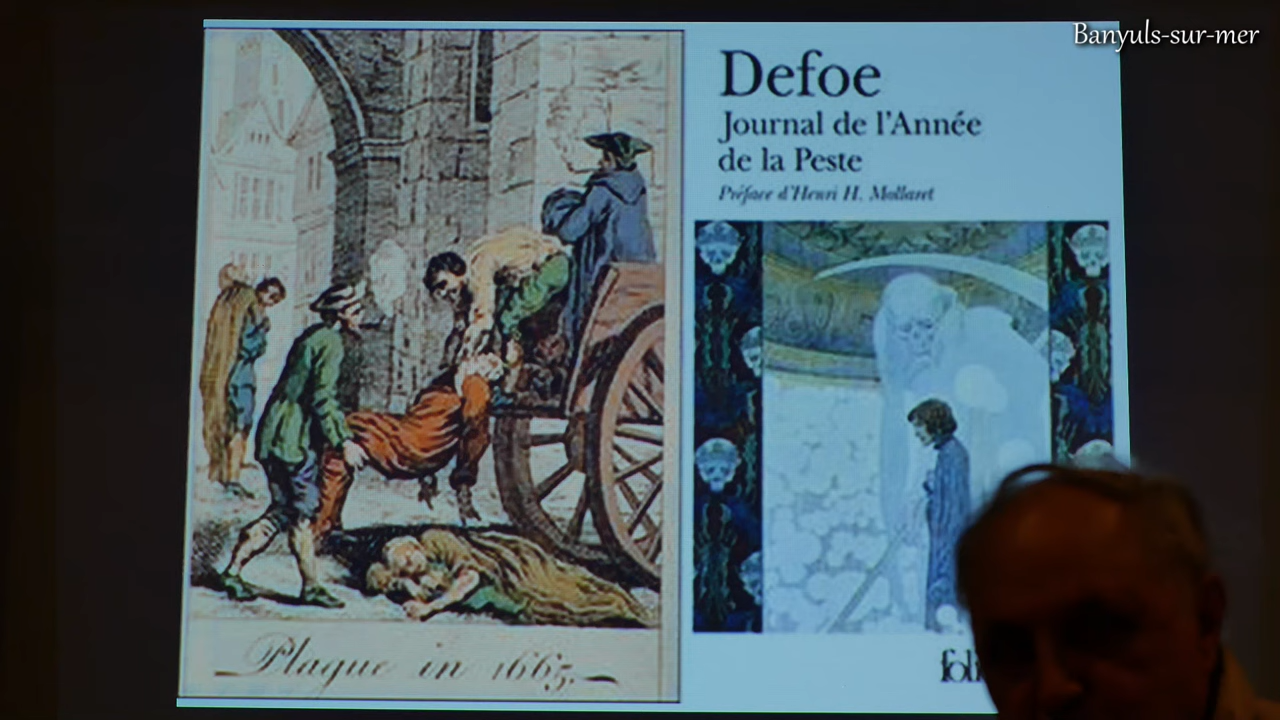 Banyuls-sur-mer
Defoe
Journal de l'Année
de la Peste
Préface d'Henri H. Mollaret
Plague in 1665.